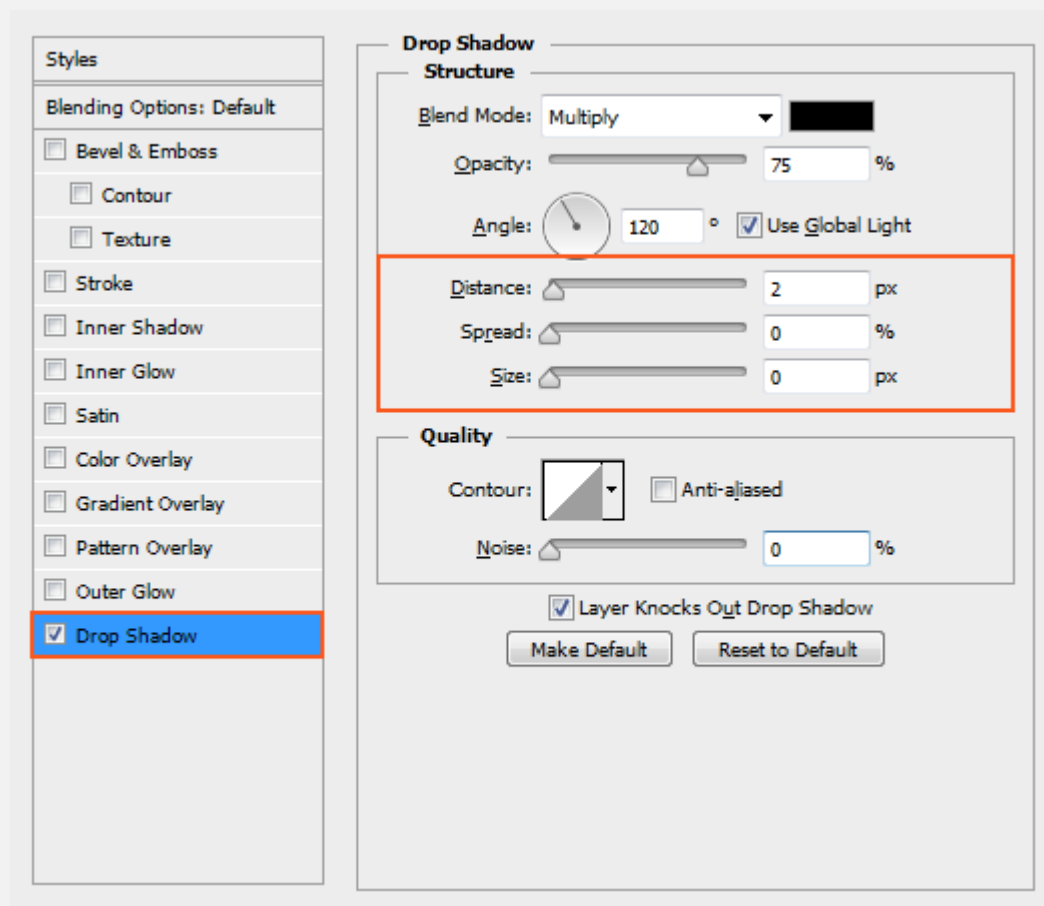 Styles
Blending Options: Default
Bevel & Emboss
Contour
Texture
Stroke
Inner Shadow
Inner Glow
Satin
Color Overlay
Gradient Overlay
Pattern Overlay
Outer Glow
Drop Shadow
Drop Shadow
Structure
Blend Mode: Multiply
Opacity: 75 %
Angle: 120 ° Use Global Light
Distance: 2 px
Spread: 0 %
Size: 0 px
Quality
Contour: Anti-aliased
Noise: 0 %
Layer Knocks Out Drop Shadow
Make Default Reset to Default